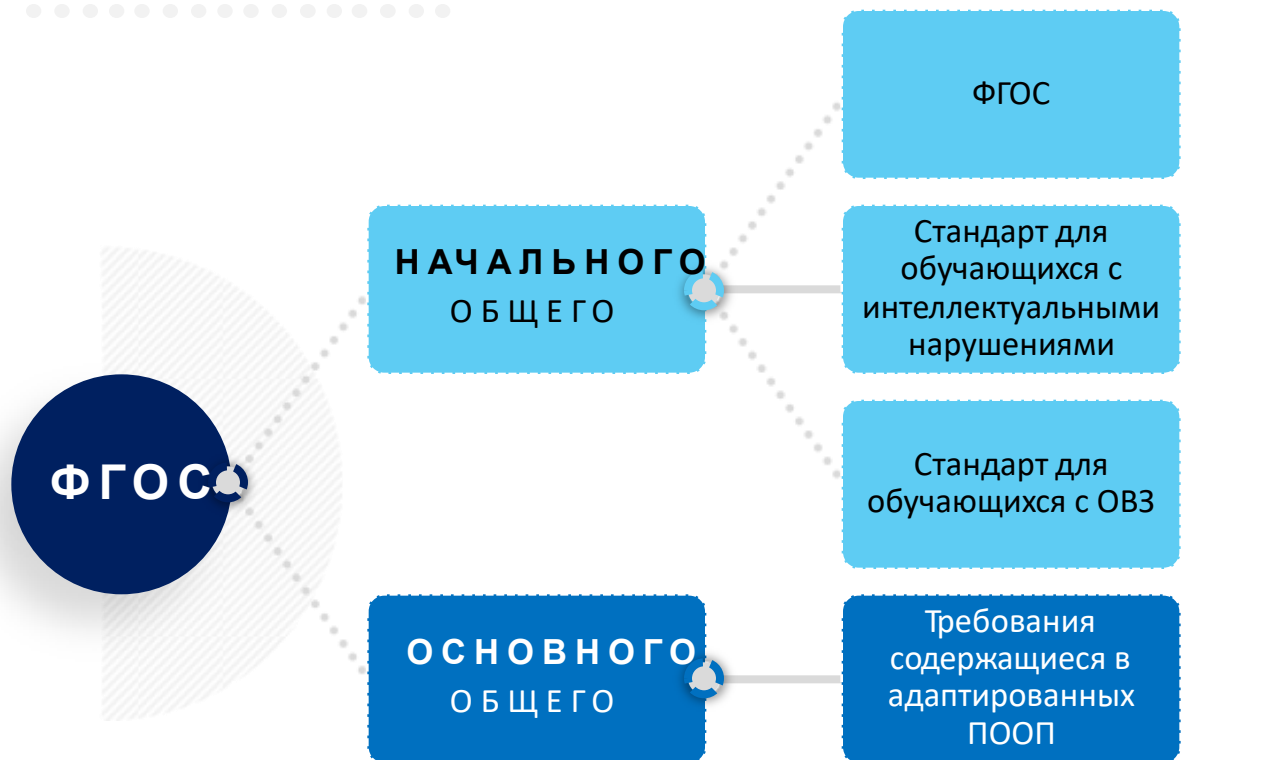 ФГОС
НАЧАЛЬНОГО
ОБЩЕГО
ФГОС
Стандарт для
обучающихся с
интеллектуальными
нарушениями
Стандарт для
обучающихся с ОВЗ
ОСНОВНОГО
ОБЩЕГО
Требования
содержащиеся в
адаптированных
ПООП